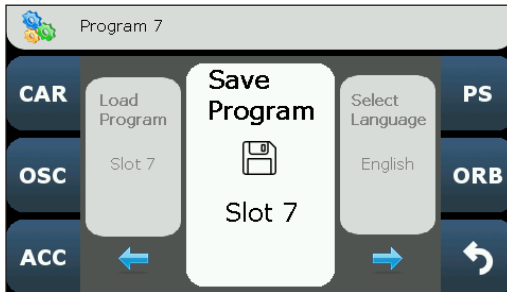 Program 7
CAR
OSC
ACC
Load
Program
Slot 7
Save
Program
Slot 7
Select
Language
English
PS
ORB